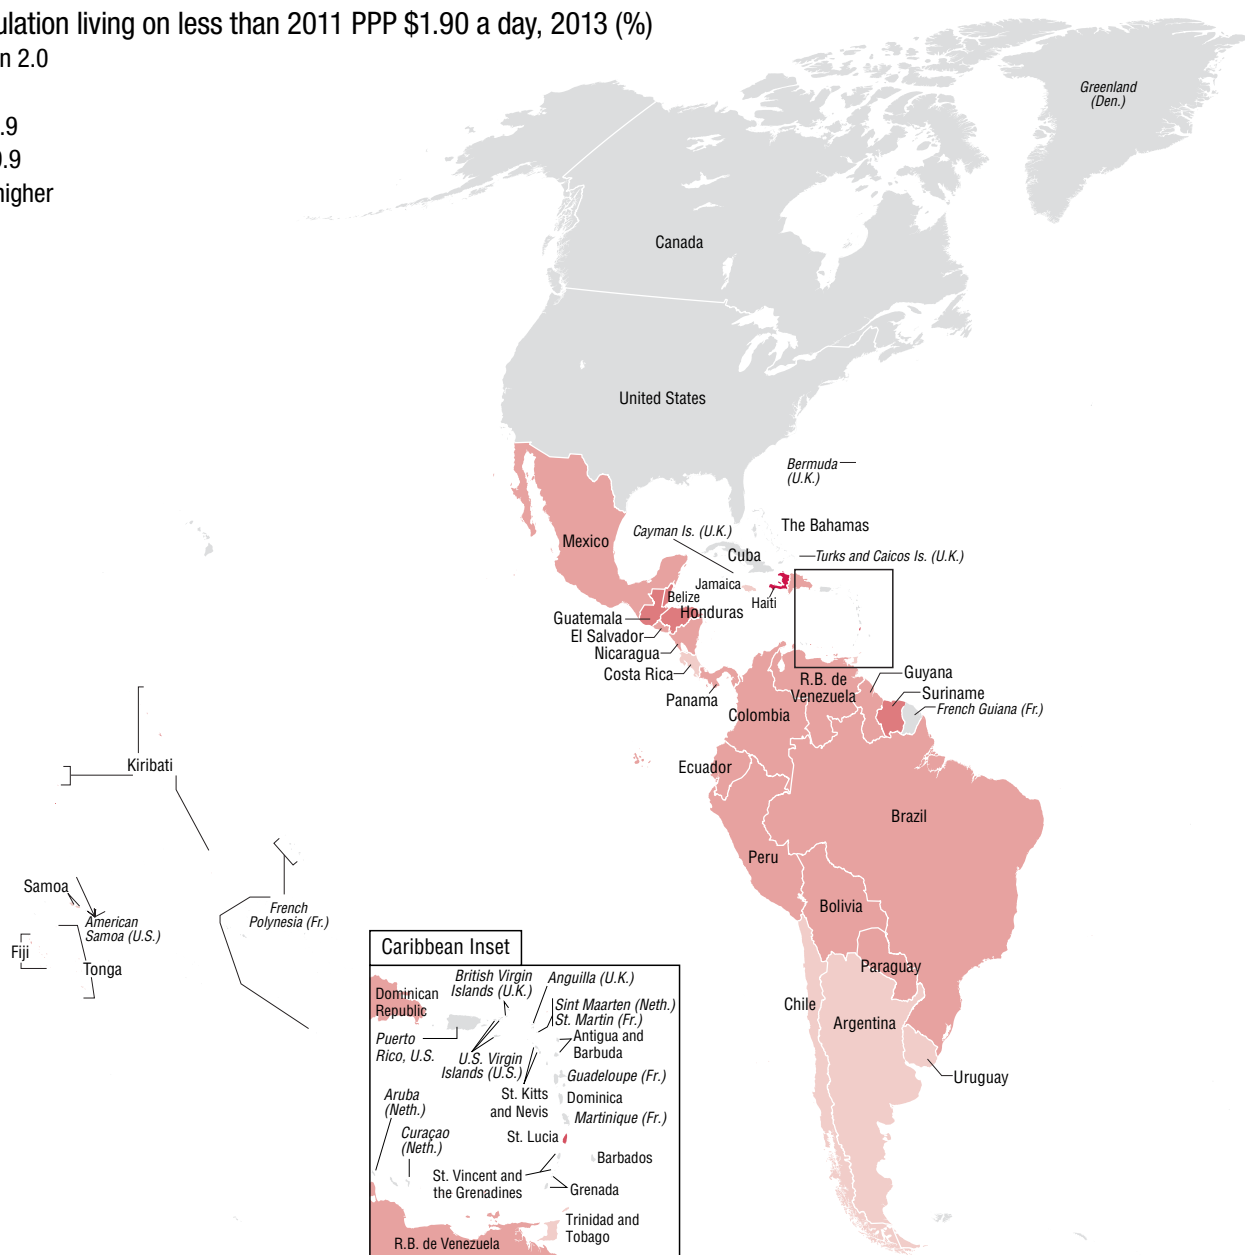 ulation living on less than 2011 PPP $1.90 a day, 2013 (%)
n 2.0
.9
0.9
higher
Greenland
(Den.)
Canada
United States
Bermuda
(U.K.)
Cayman Is. (U.K.)
The Bahamas
Mexico
Cuba
Turks and Caicos Is. (U.K.)
Jamaica
Belize
Haiti
Honduras
Guatemala
El Salvador
Nicaragua
Costa Rica
Panama
R.B. de
Venezuela
Guyana
Suriname
French Guiana (Fr.)
Colombia
Ecuador
Kiribati
Brazil
Peru
Samoa
American
Samoa (U.S.)
French
Polynesia (Fr.)
Bolivia
Fiji
Tonga
Paraguay
Chile
Argentina
Uruguay
Caribbean Inset
Dominican
Republic
British Virgin
Islands (U.K.)
Anguilla (U.K.)
Sint Maarten (Neth.)
St. Martin (Fr.)
Puerto
Rico, U.S.
U.S. Virgin
Islands (U.S.)
Antigua and
Barbuda
Guadeloupe (Fr.)
St. Kitts
and Nevis
Dominica
Aruba
(Neth.)
Martinique (Fr.)
Curaçao
(Neth.)
St. Lucia
Barbados
St. Vincent and
the Grenadines
Grenada
Trinidad and
Tobago
R.B. de Venezuela